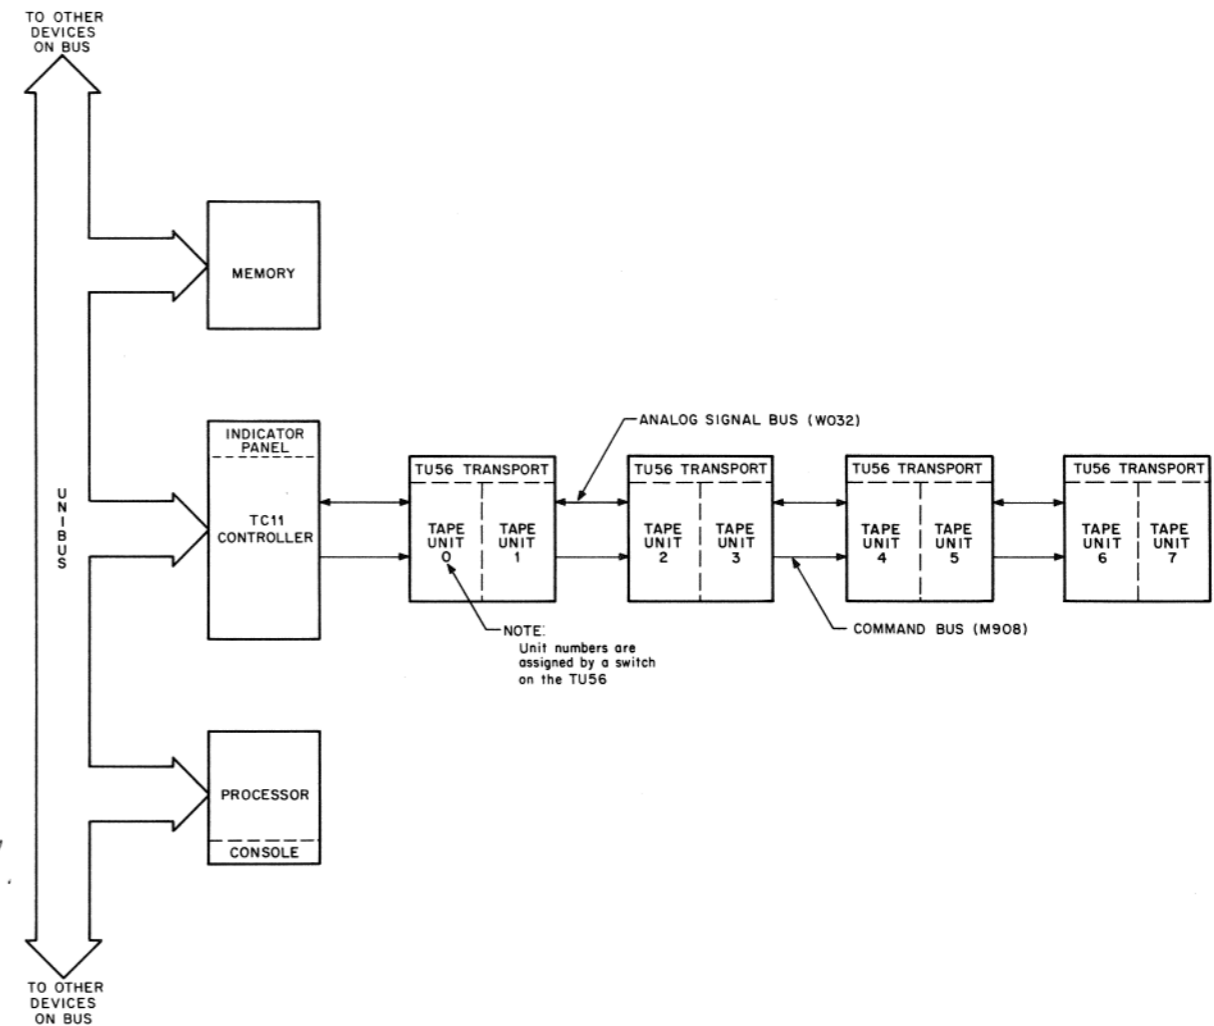 TO OTHER
DEVICES
ON BUS
MEMORY
UNIBUS
INDICATOR
PANEL
TC11
CONTROLLER
ANALOG SIGNAL BUS (W032)
TU56 TRANSPORT
TAPE
UNIT
0
TAPE
UNIT
1
TU56 TRANSPORT
TAPE
UNIT
2
TAPE
UNIT
3
TU56 TRANSPORT
TAPE
UNIT
4
TAPE
UNIT
5
TU56 TRANSPORT
TAPE
UNIT
6
TAPE
UNIT
7
NOTE:
Unit numbers are
assigned by a switch
on the TU56
COMMAND BUS (M908)
PROCESSOR
CONSOLE
TO OTHER
DEVICES
ON BUS